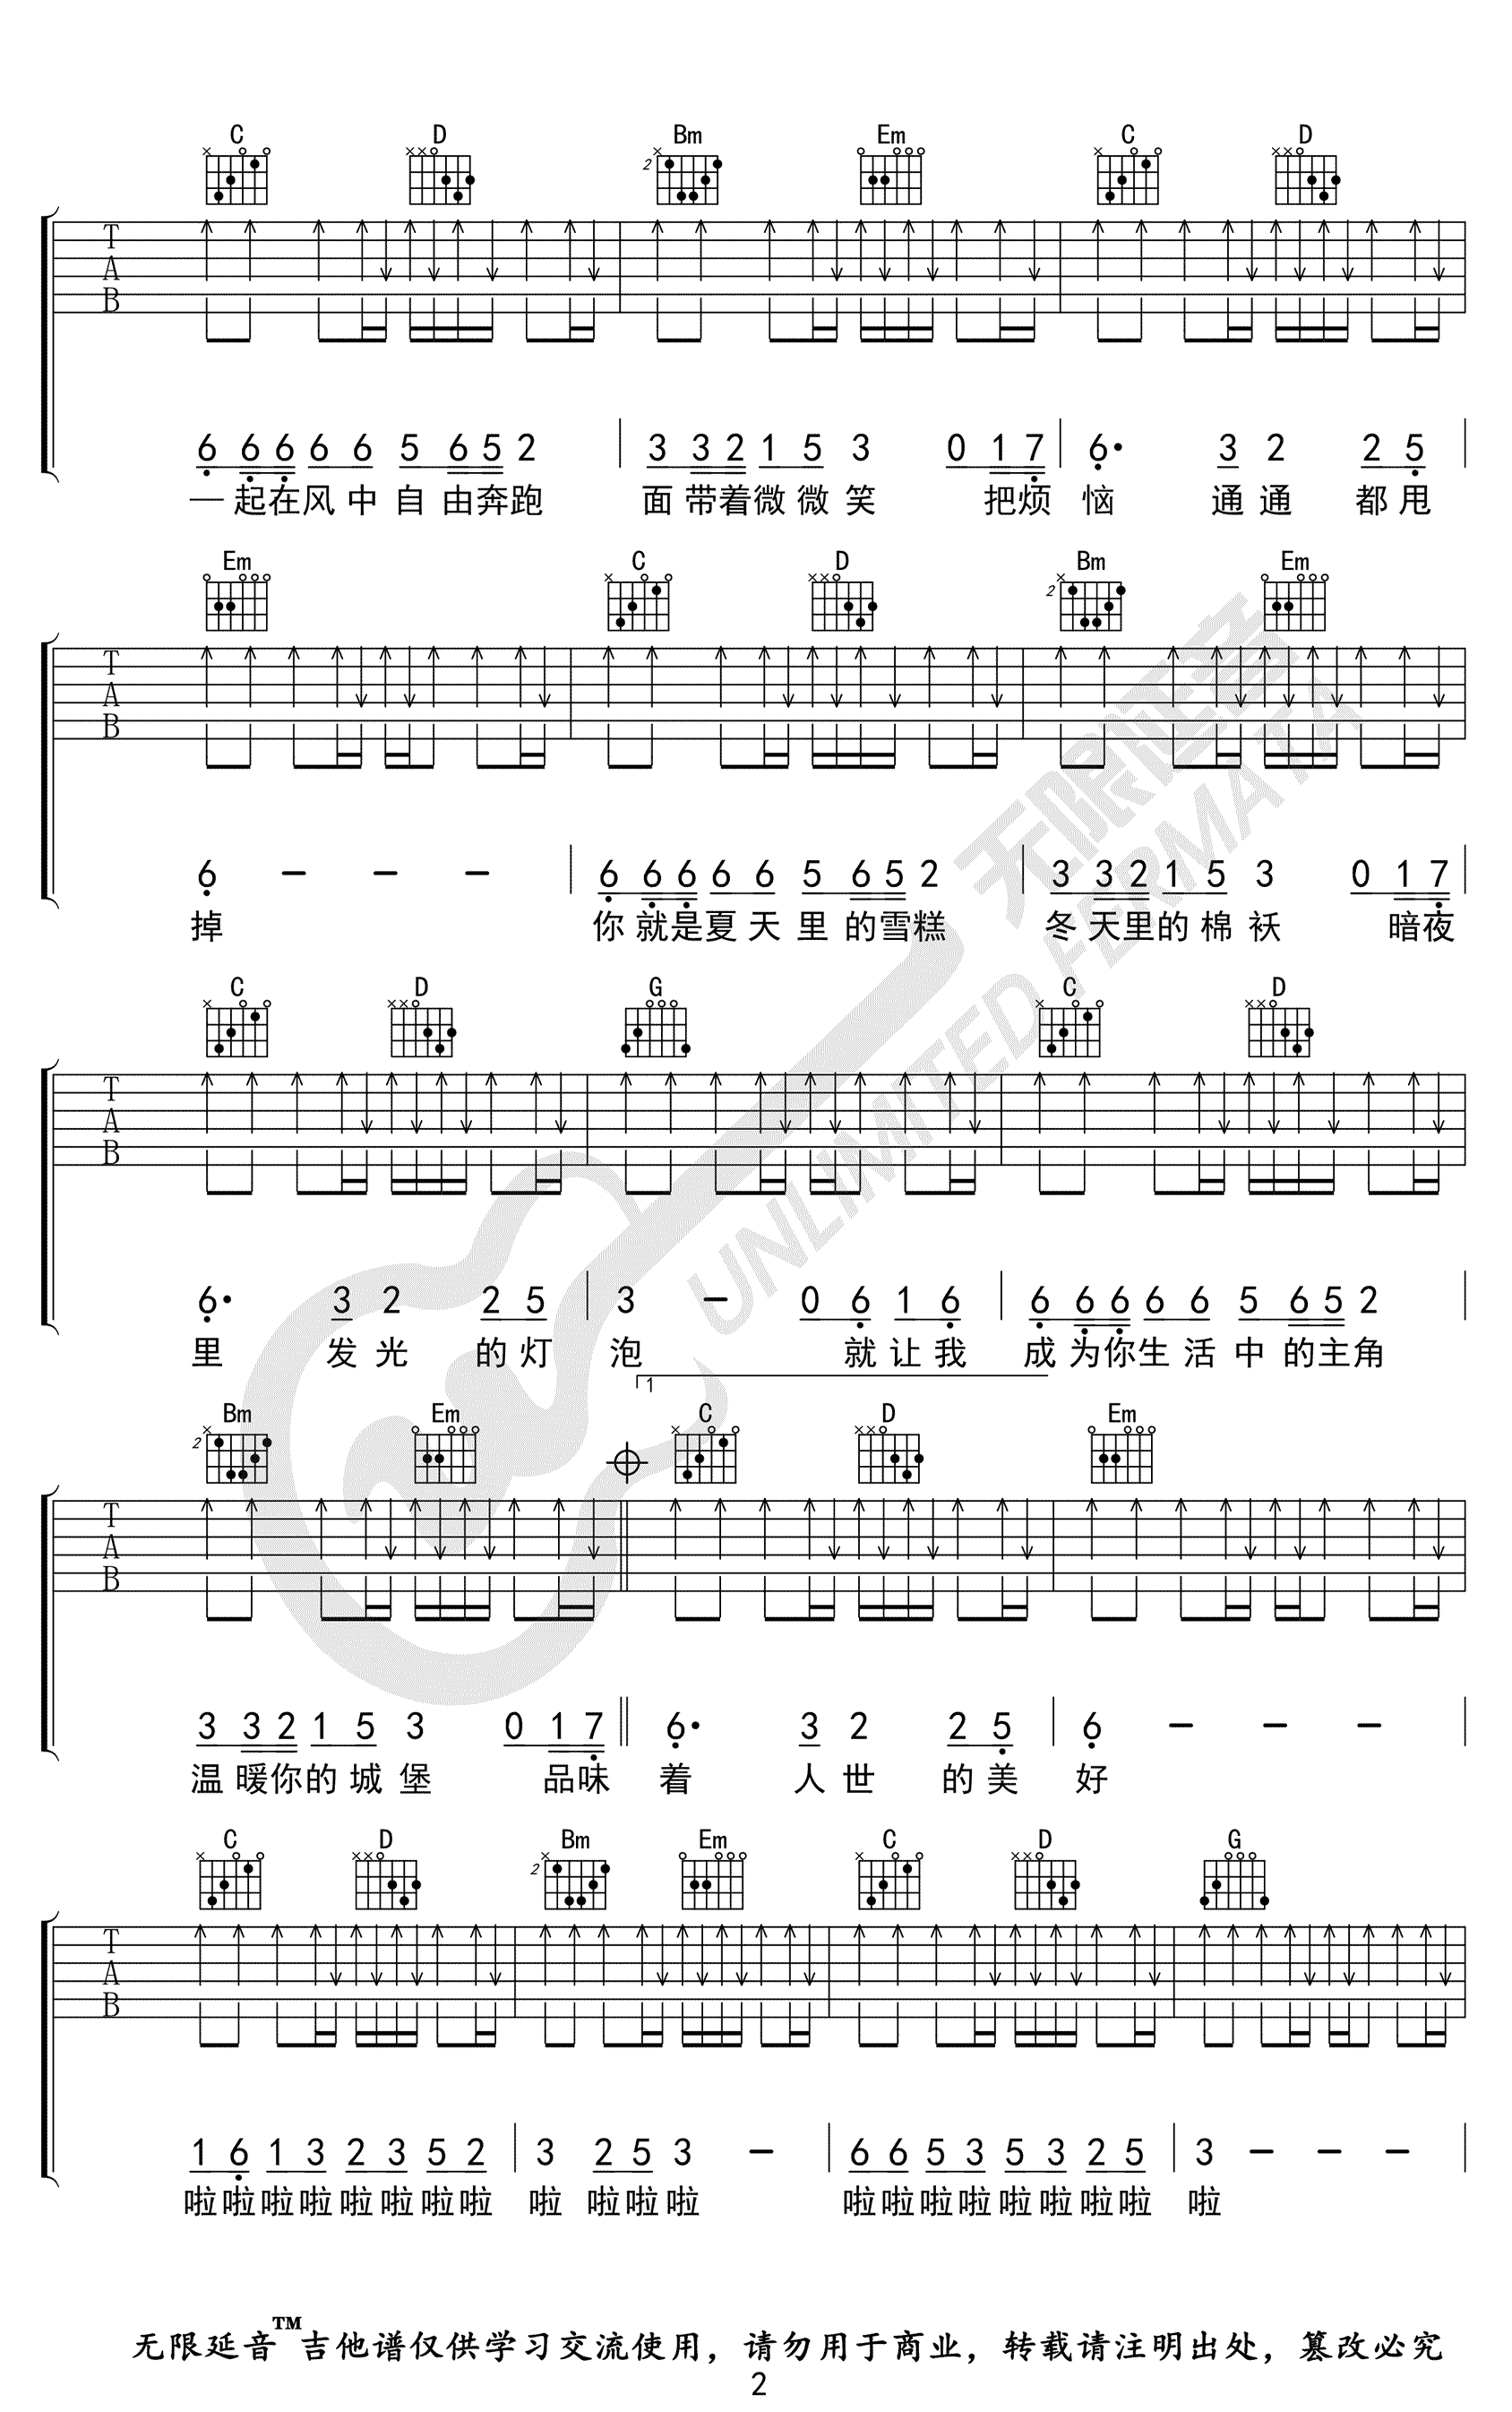 C D Bm Em C D
2
T
A
B
6 6 6 6 6 5 6 5 2 3 3 2 1 5 3 0 1 7 6· 3 2 2 5
一起在风中自由奔跑 面带着微微笑 把烦恼 通通都甩
Em C D Bm Em
2
T
A
B
6 – – – 6 6 6 6 6 5 6 5 2 3 3 2 1 5 3 0 1 7
掉 你就是夏天里的雪糕 冬天里的棉袄 暗夜
C D G C D
T
A
B
6· 3 2 2 5 3 – 0 6 1 6 6 6 6 6 6 5 6 5 2
里 发光的灯泡 就让我 成为你生活中的主角
1
Bm Em C D Em
2
T
A
B
3 3 2 1 5 3 0 1 7 6· 3 2 2 5 6 – – –
温暖你的城堡 品味着 人世的美好
C D Bm Em C D G
2
T
A
B
1 6 1 3 2 3 5 2 3 2 5 3 – 6 6 5 3 5 3 2 5 3 – – –
啦啦啦啦啦啦啦啦 啦 啦啦啦 啦啦啦啦啦啦啦啦 啦
无限延音
UNLIMITED FERMATA
无限延音™吉他谱仅供学习交流使用，请勿用于商业，转载请注明出处，篡改必究
2